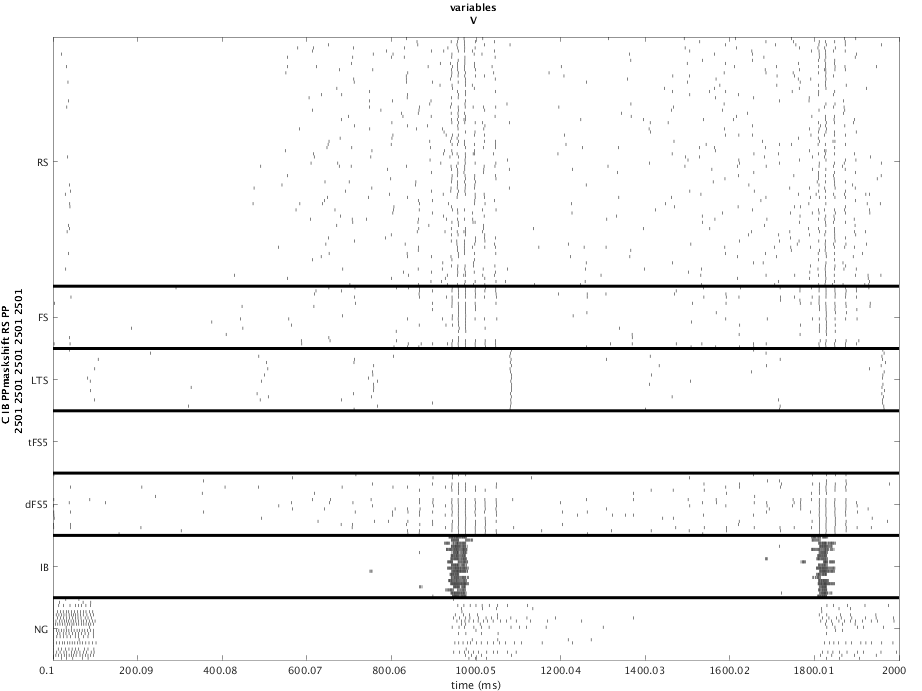 variables
V
C IB PPmaskshift RS PP
2501 2501 2501 2501 2501
RS
FS
LTS
tFS5
dFS5
IB
NG
0.1 200.09 400.08 600.07 800.06 1000.05 1200.04 1400.03 1600.02 1800.01 2000
time (ms)